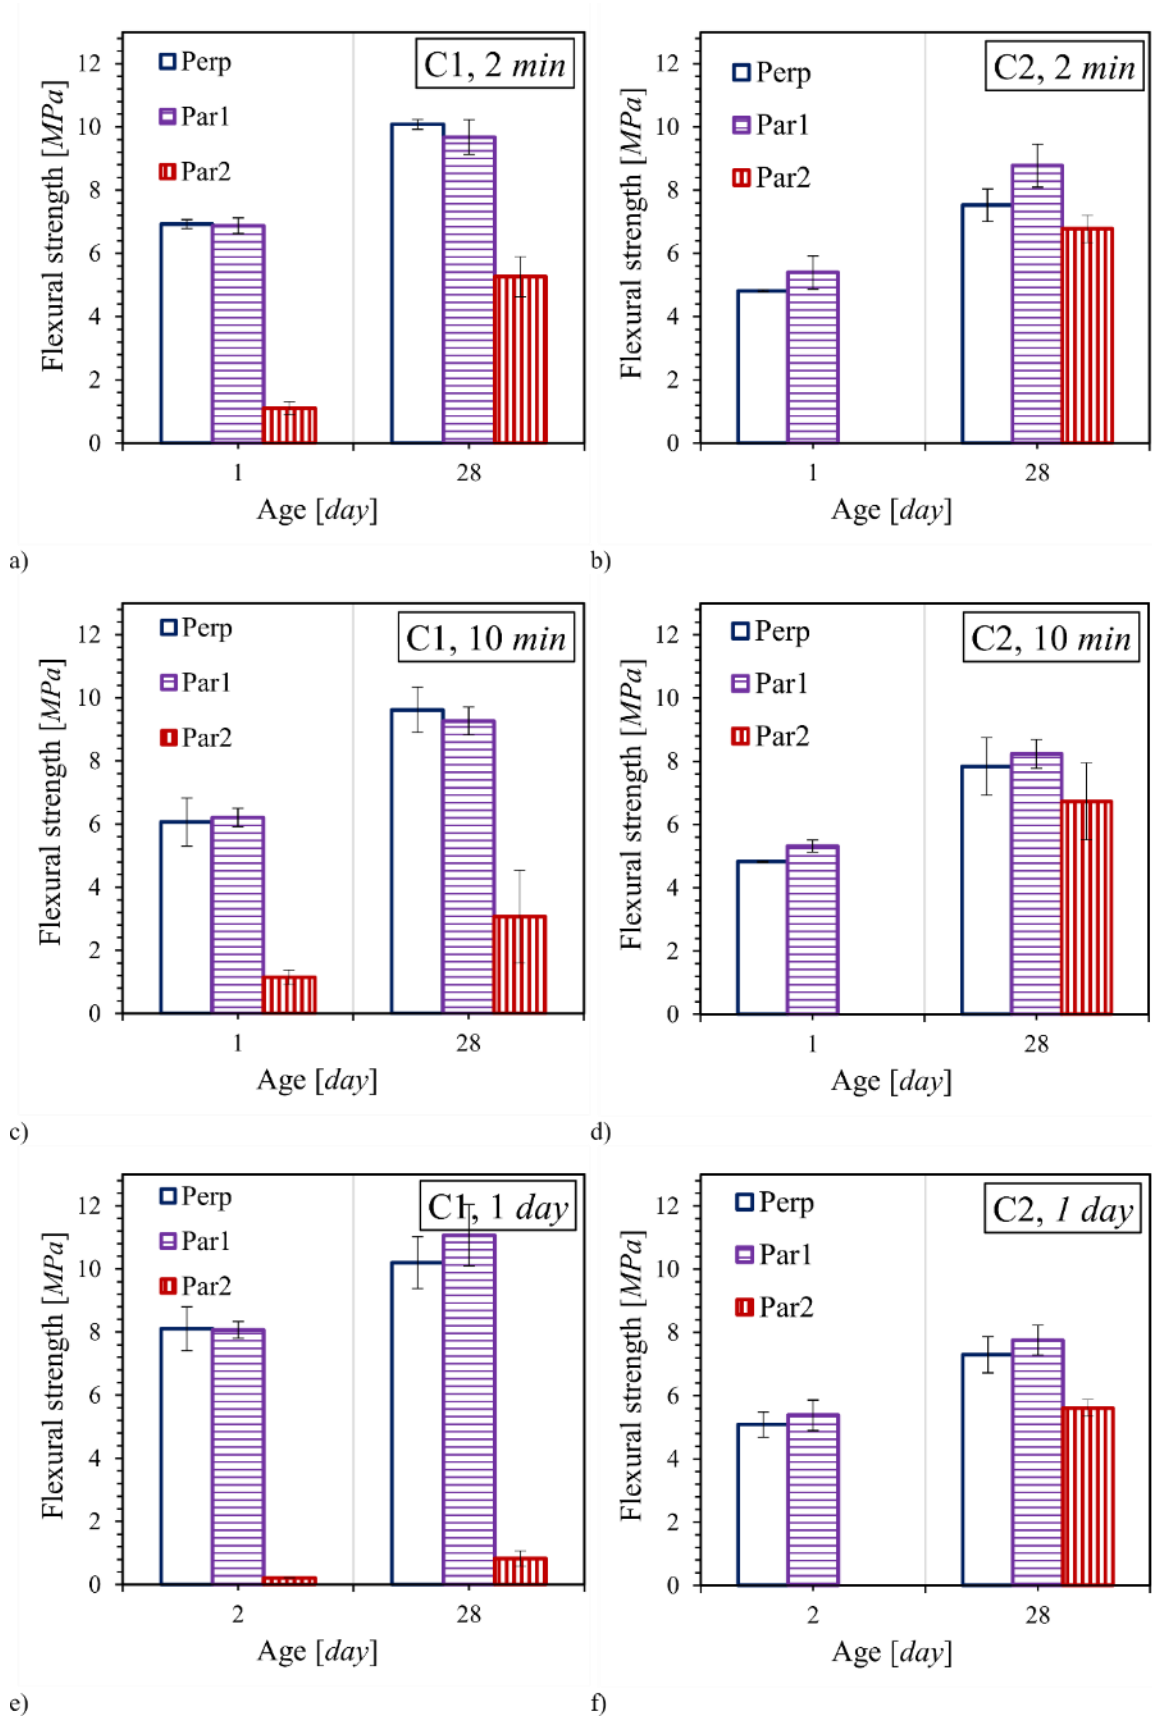 C1, 2 min
Perp
Par1
Par2
Flexural strength [MPa]
12
10
8
6
4
2
0
1
28
Age [day]
a)
C2, 2 min
Perp
Par1
Par2
Flexural strength [MPa]
12
10
8
6
4
2
0
1
28
Age [day]
b)
C1, 10 min
Perp
Par1
Par2
Flexural strength [MPa]
12
10
8
6
4
2
0
1
28
Age [day]
c)
C2, 10 min
Perp
Par1
Par2
Flexural strength [MPa]
12
10
8
6
4
2
0
1
28
Age [day]
d)
C1, 1 day
Perp
Par1
Par2
Flexural strength [MPa]
12
10
8
6
4
2
0
2
28
Age [day]
e)
C2, 1 day
Perp
Par1
Par2
Flexural strength [MPa]
12
10
8
6
4
2
0
2
28
Age [day]
f)